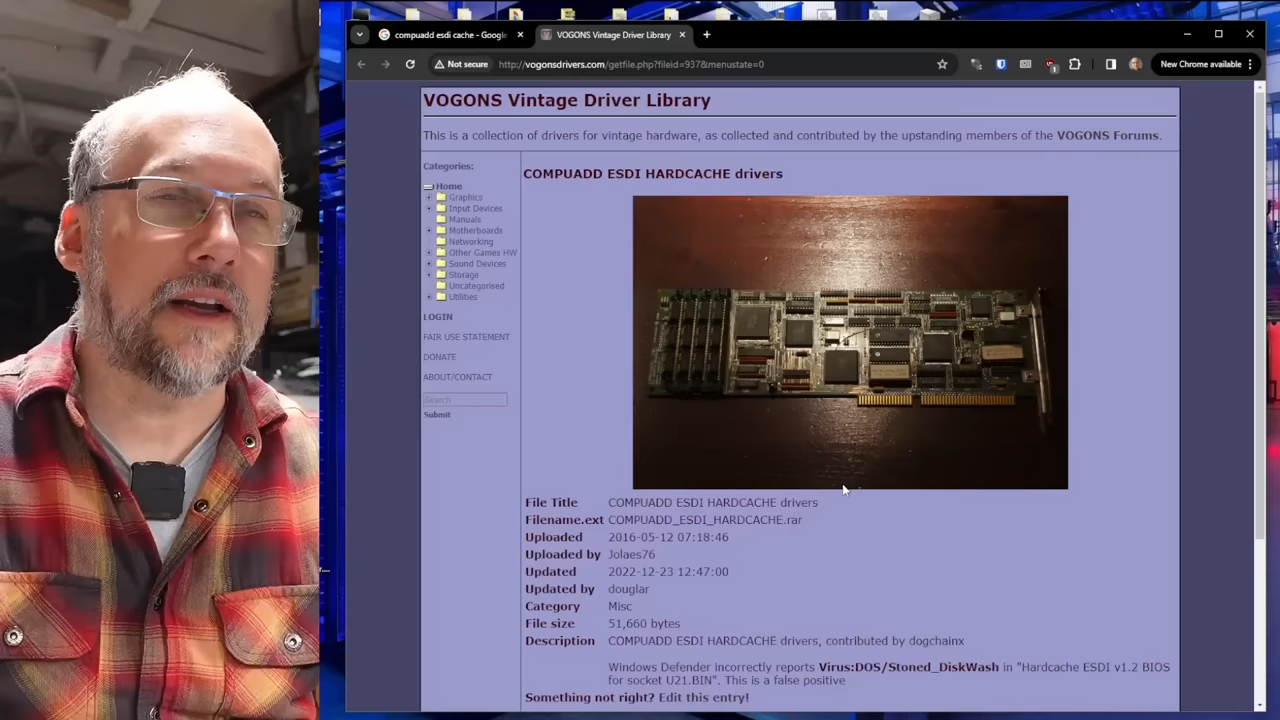 compuadd esdi cache - Google
VOGONS Vintage Driver Library
Not secure
http://vogonsdrivers.com/getfile.php?fileid=937&menustate=0
New Chrome available
VOGONS Vintage Driver Library
This is a collection of drivers for vintage hardware, as collected and contributed by the upstanding members of the VOGONS Forums.
Categories:
Home
Graphics
Input Devices
Manuals
Motherboards
Networking
Other Games HW
Sound Devices
Storage
Uncategorised
Utilities
LOGIN
FAIR USE STATEMENT
DONATE
ABOUT/CONTACT
Search
Submit
COMPUADD ESDI HARDCACHE drivers
File Title COMPUADD ESDI HARDCACHE drivers
Filename.ext COMPUADD_ESDI_HARDCACHE.rar
Uploaded 2016-05-12 07:18:46
Uploaded by Jolaes76
Updated 2022-12-23 12:47:00
Updated by douglar
Category Misc
File size 51,660 bytes
Description COMPUADD ESDI HARDCACHE drivers, contributed by dogchainx
Windows Defender incorrectly reports Virus:DOS/Stoned_DiskWash in "Hardcache ESDI v1.2 BIOS
for socket U21.BIN". This is a false positive
Something not right? Edit this entry!